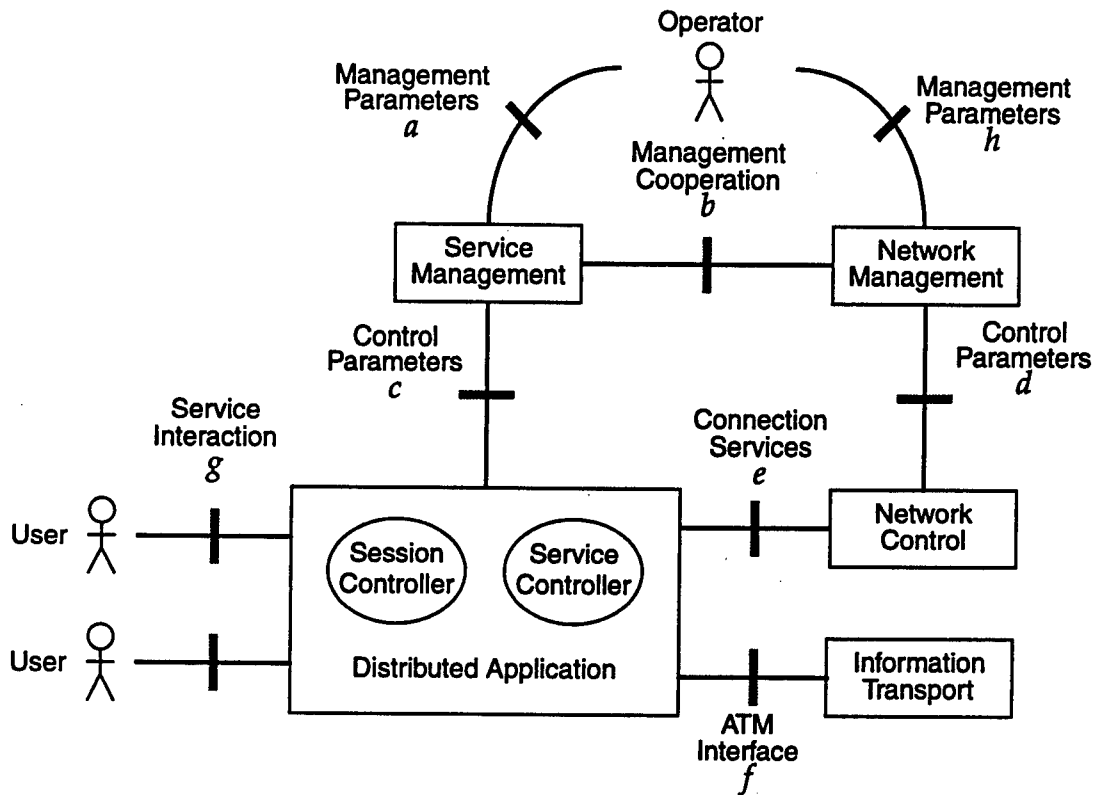 Operator
Management
Parameters
a
Management
Parameters
h
Management
Cooperation
b
Service
Management
Network
Management
Control
Parameters
c
Control
Parameters
d
Service
Interaction
g
Connection
Services
e
User
Session
Controller
Service
Controller
Network
Control
User
Distributed Application
Information
Transport
ATM
Interface
f